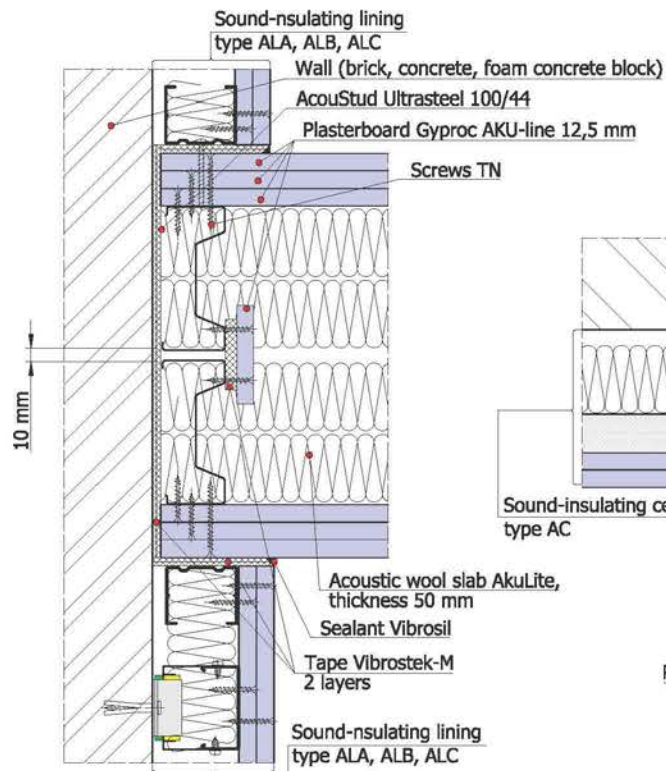 Sound-nsulating lining
type ALA, ALB, ALC
Wall (brick, concrete, foam concrete block)
AcouStud Ultrasteel 100/44
Plasterboard Gyproc AKU-line 12,5 mm
Screws TN
10 mm
Sound-insulating ce
type AC
Acoustic wool slab AkuLite,
thickness 50 mm
Sealant Vibrosil
Tape Vibrostek-M
2 layers
Sound-nsulating lining
type ALA, ALB, ALC